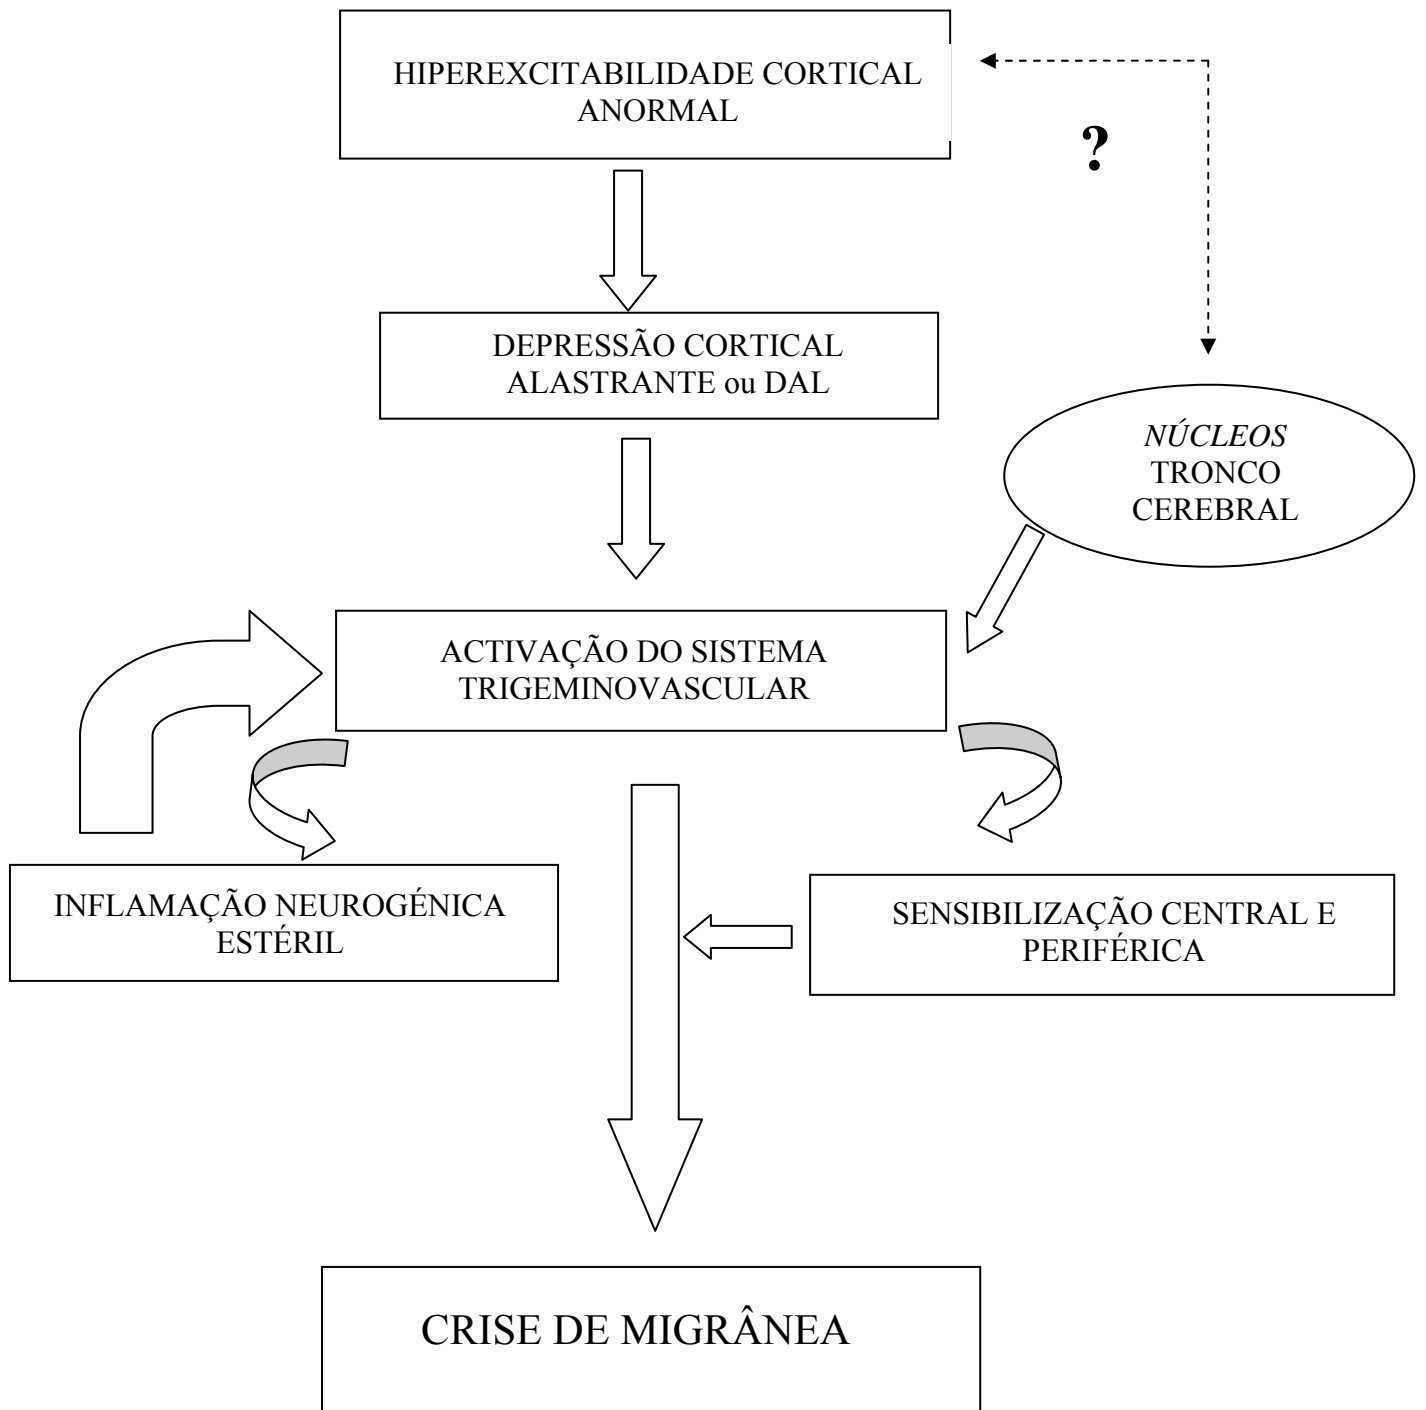 HIPEREXCITABILIDADE CORTICAL
ANORMAL
?
DEPRESSÃO CORTICAL
ALASTRANTE ou DAL
NÚCLEOS
TRONCO
CEREBRAL
ACTIVAÇÃO DO SISTEMA
TRIGEMINOVASCULAR
INFLAMAÇÃO NEUROGÉNICA
ESTÉRIL
SENSIBILIZAÇÃO CENTRAL E
PERIFÉRICA
CRISE DE MIGRÂNEA